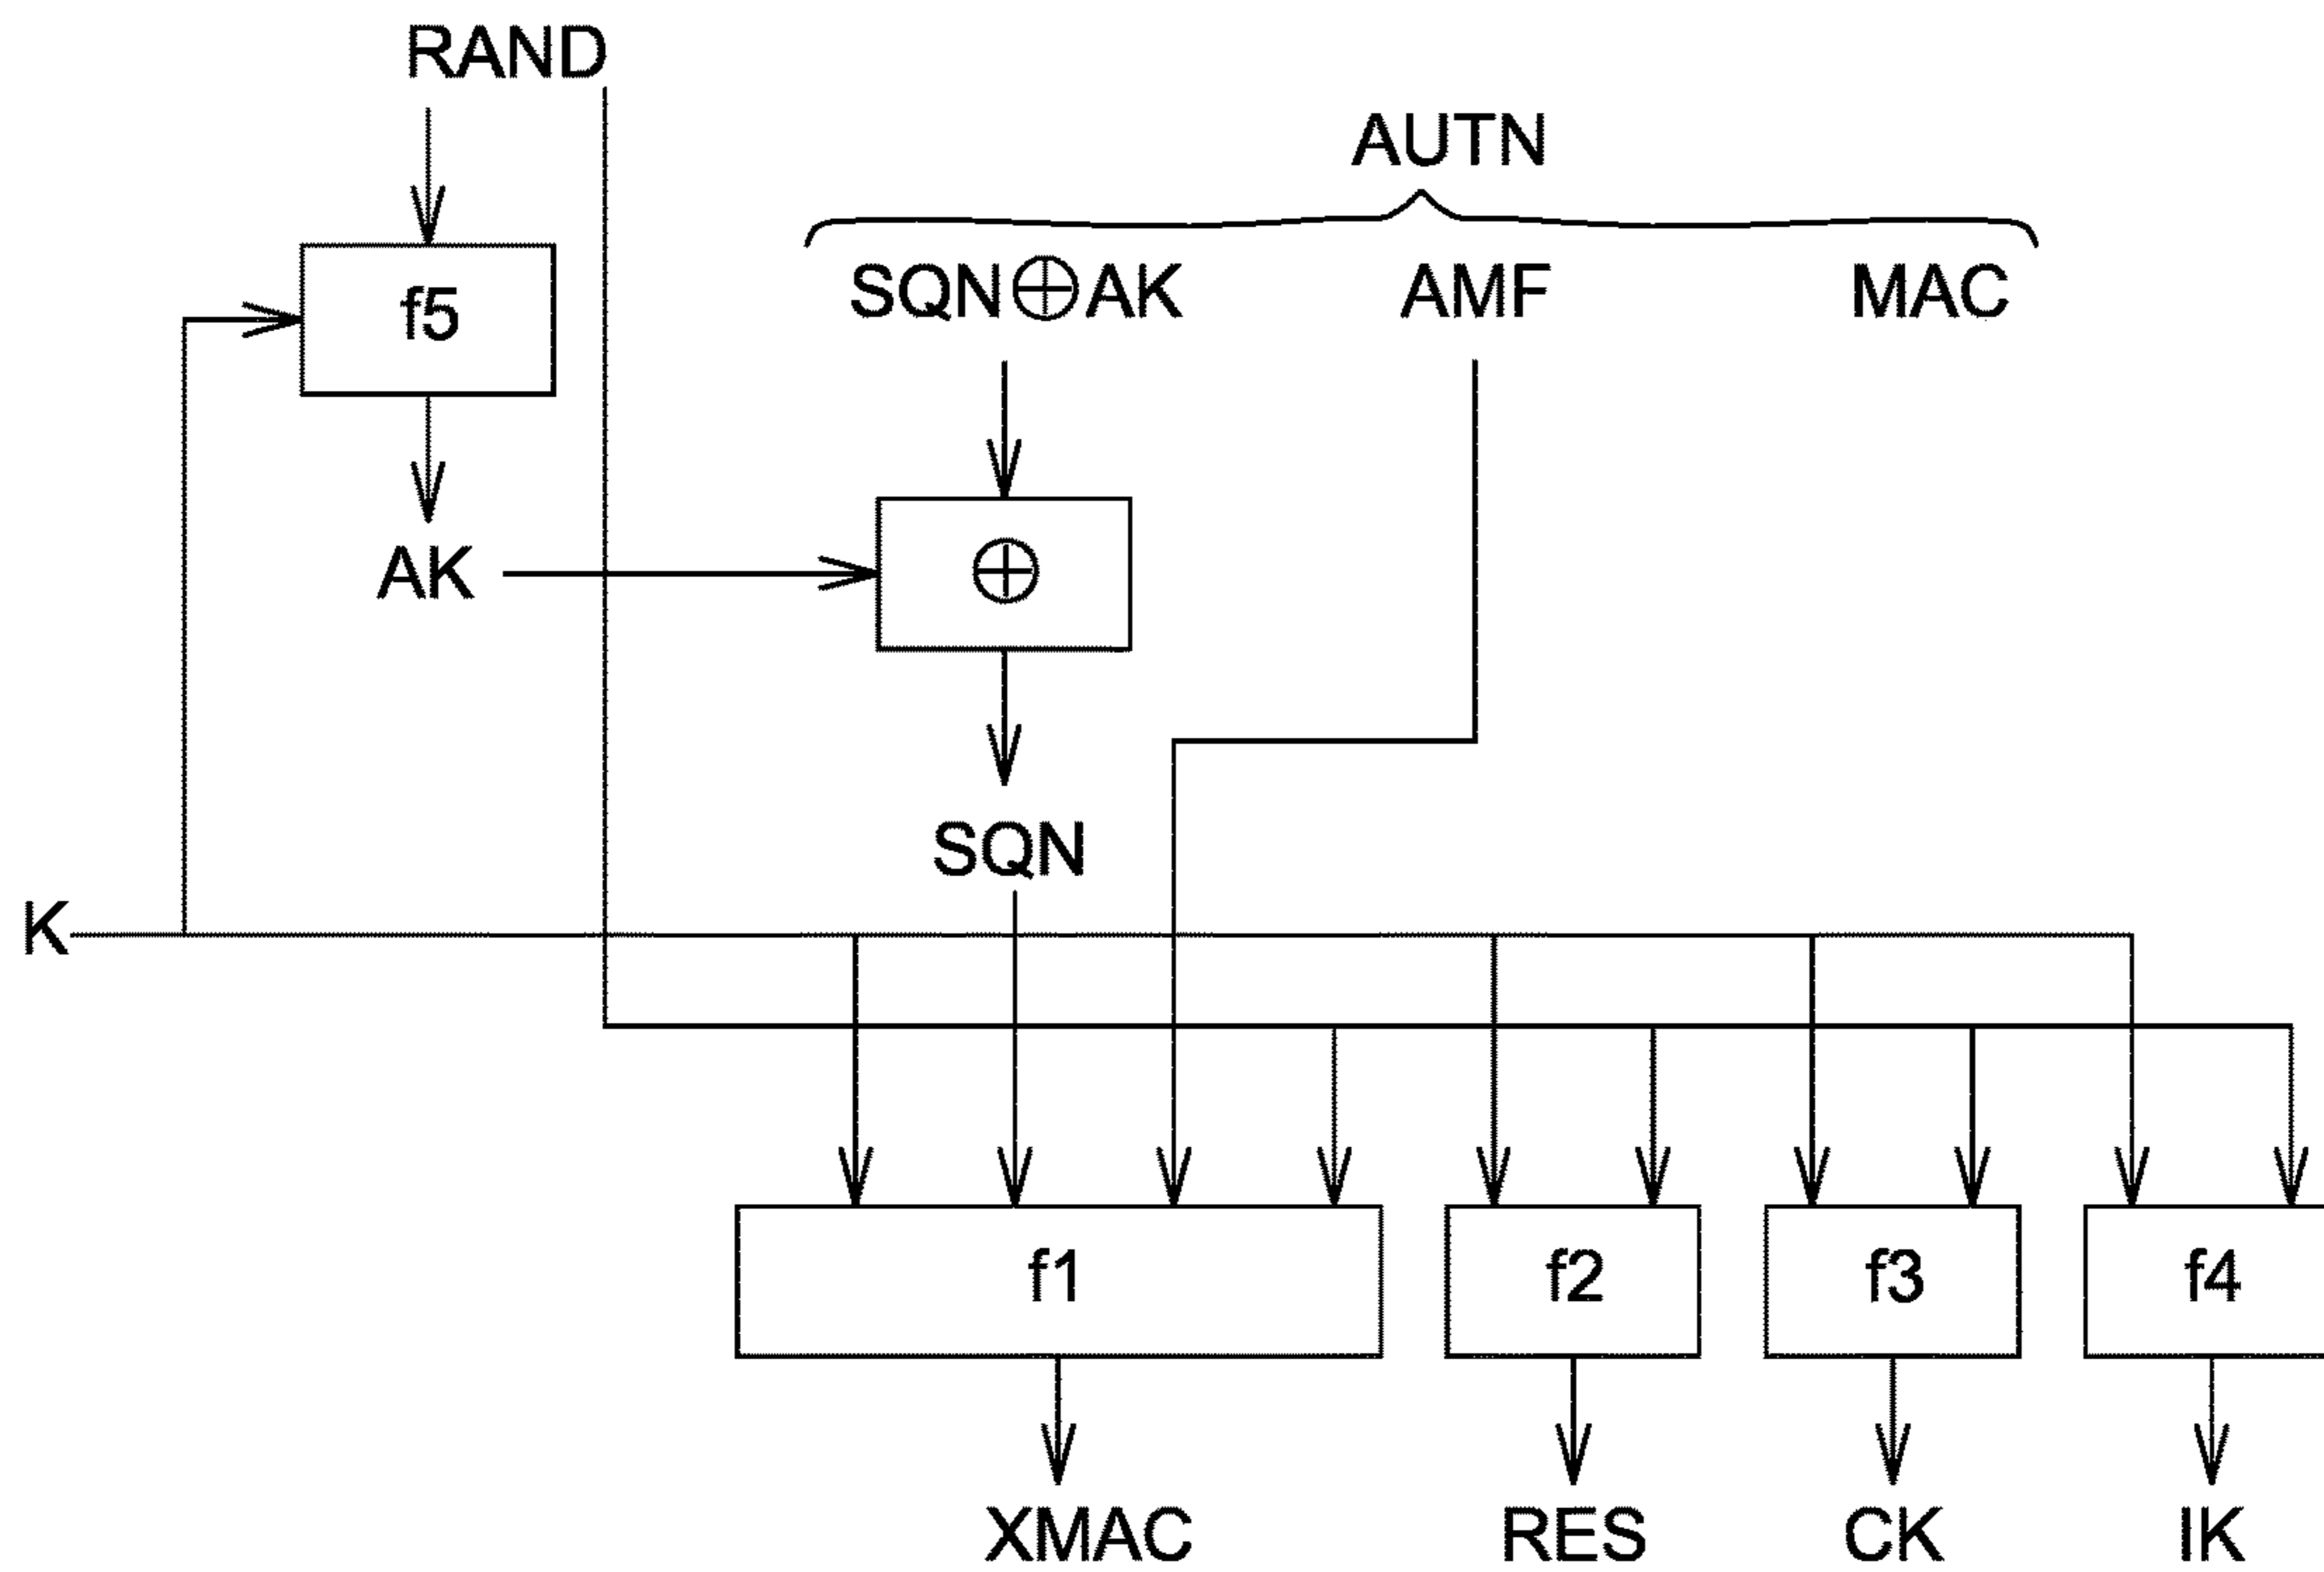 RAND
AUTN
SQN⊕AK AMF MAC
f5
AK ⊕
SQN
K
f1 f2 f3 f4
XMAC RES CK IK